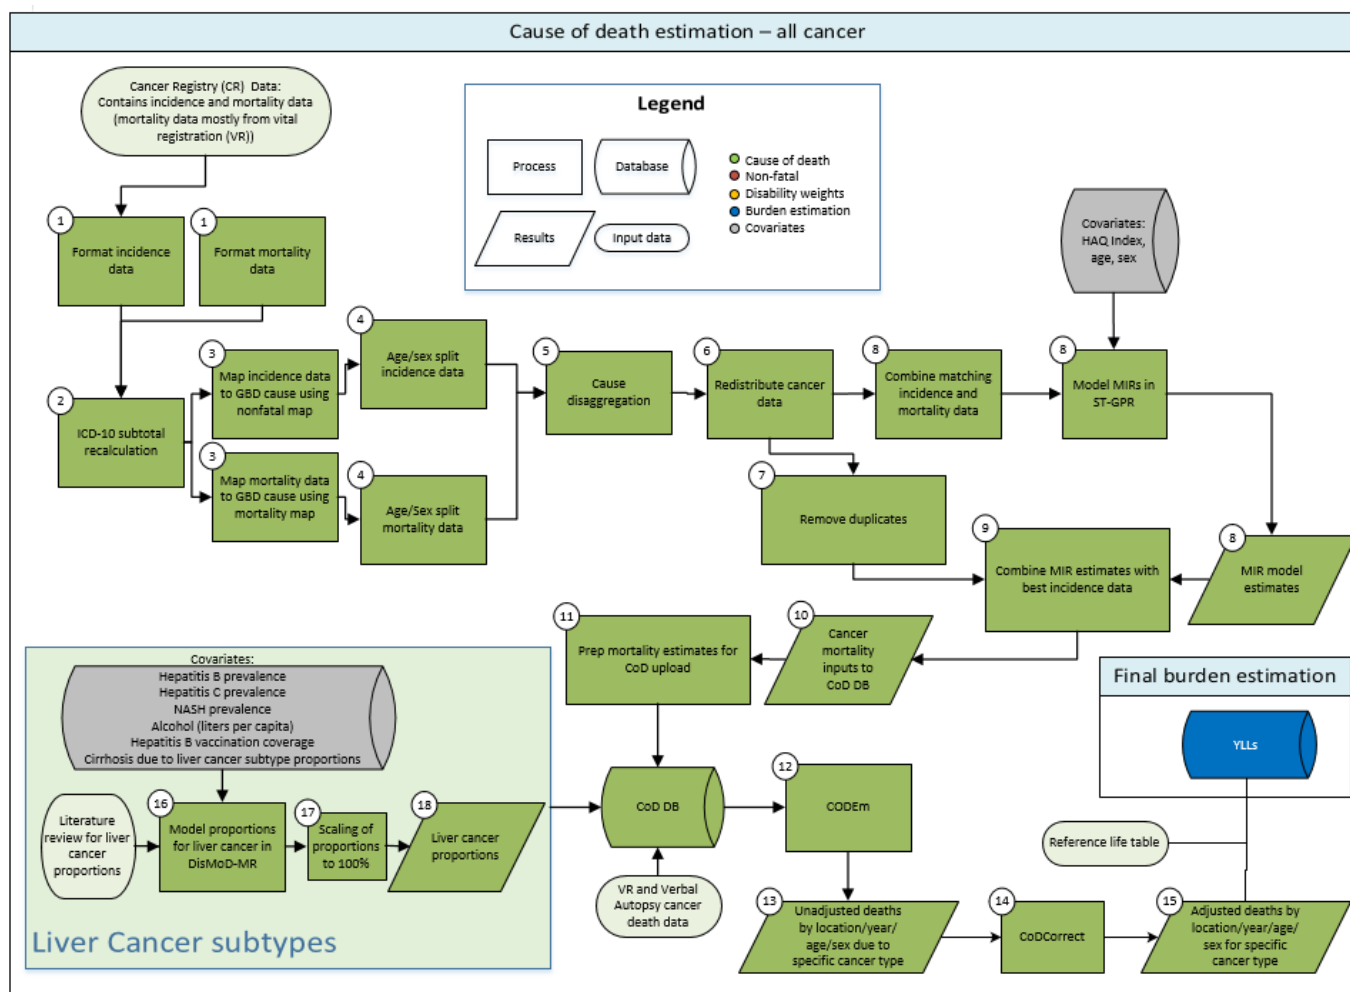 Cause of death estimation – all cancer
Cancer Registry (CR) Data:
Contains incidence and mortality data
(mortality data mostly from vital
registration (VR))
Legend
Process
Database
Results
Input data
Cause of death
Non-fatal
Disability weights
Burden estimation
Covariates
Covariates:
HAQ Index,
age, sex
1
Format incidence
data
1
Format mortality
data
2
ICD-10 subtotal
recalculation
3
Map incidence data
to GBD cause using
nonfatal map
3
Map mortality data
to GBD cause using
mortality map
4
Age/sex split
incidence data
4
Age/Sex split
mortality data
5
Cause
disaggregation
6
Redistribute cancer
data
8
Combine matching
incidence and
mortality data
8
Model MIRs in
ST-GPR
7
Remove duplicates
9
Combine MIR estimates with
best incidence data
8
MIR model
estimates
11
Prep mortality estimates for
CoD upload
10
Cancer
mortality
inputs to
CoD DB
Covariates:
Hepatitis B prevalence
Hepatitis C prevalence
NASH prevalence
Alcohol (liters per capita)
Hepatitis B vaccination coverage
Cirrhosis due to liver cancer subtype proportions
Literature
review for liver
cancer
proportions
16
Model proportions
for liver cancer in
DisMoD-MR
17
Scaling of
proportions
to 100%
18
Liver cancer
proportions
Liver Cancer subtypes
CoD DB
VR and Verbal
Autopsy cancer
death data
12
CODEm
13
Unadjusted deaths
by location/year/
age/sex due to
specific cancer type
14
CoDCorrect
15
Adjusted deaths by
location/year/age/
sex for specific
cancer type
Final burden estimation
YLLs
Reference life table